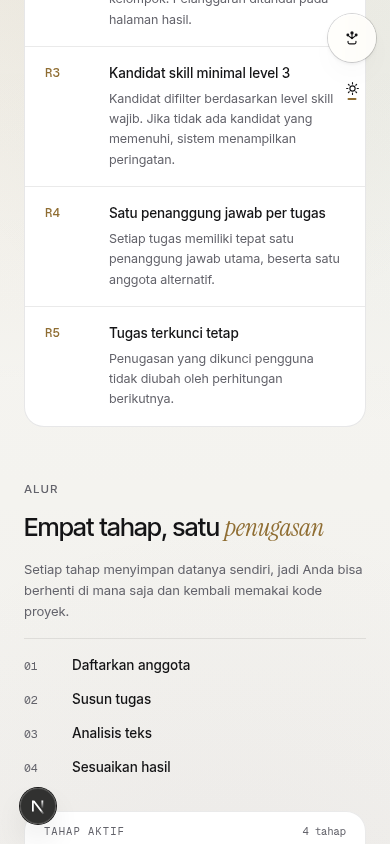 kelompok. Pelanggaran ditandai pada
halaman hasil.
R3
Kandidat skill minimal level 3
Kandidat difilter berdasarkan level skill
wajib. Jika tidak ada kandidat yang
memenuhi, sistem menampilkan
peringatan.
R4
Satu penanggung jawab per tugas
Setiap tugas memiliki tepat satu
penanggung jawab utama, beserta satu
anggota alternatif.
R5
Tugas terkunci tetap
Penugasan yang dikunci pengguna
tidak diubah oleh perhitungan
berikutnya.
ALUR
Empat tahap, satu penugasan
Setiap tahap menyimpan datanya sendiri, jadi Anda bisa
berhenti di mana saja dan kembali memakai kode
proyek.
01 Daftarkan anggota
02 Susun tugas
03 Analisis teks
04 Sesuaikan hasil
N
TAHAP AKTIF 4 tahap